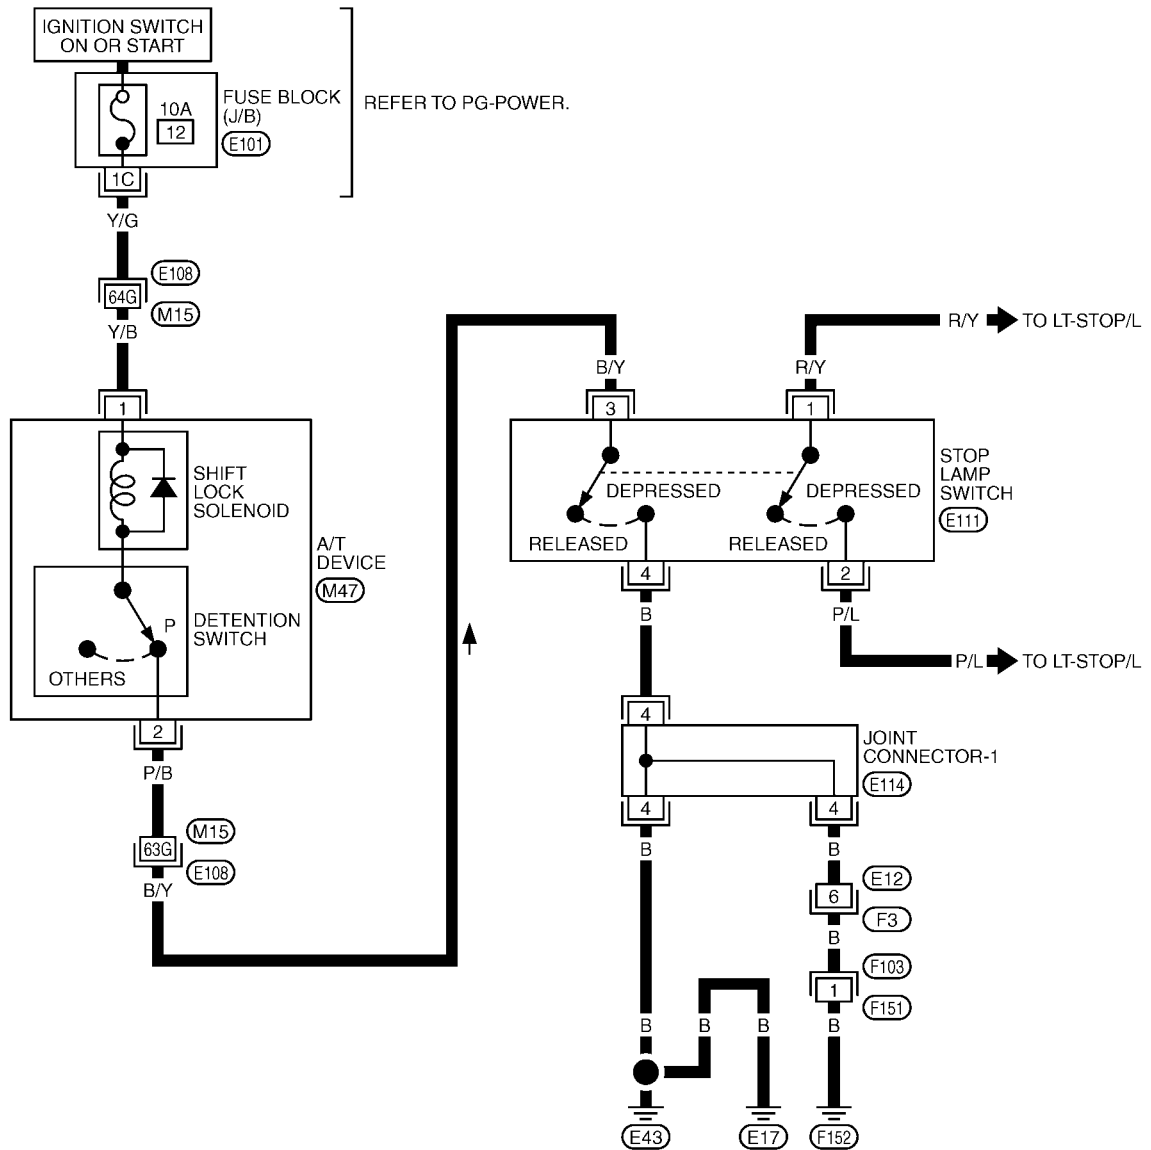 IGNITION SWITCH
ON OR START
FUSE BLOCK
(J/B)
E101
10A
12
REFER TO PG-POWER.
1C
Y/G
E108
64G
M15
Y/B
1
SHIFT
LOCK
SOLENOID
A/T
DEVICE
M47
DETENTION
SWITCH
P
OTHERS
2
P/B
M15
63G
E108
B/Y
B/Y
3
R/Y
R/Y
TO LT-STOP/L
1
STOP
LAMP
SWITCH
E111
DEPRESSED
DEPRESSED
RELEASED
RELEASED
4
2
B
P/L
P/L
TO LT-STOP/L
4
JOINT
CONNECTOR-1
E114
4
4
B
B
E12
6
F3
B
F103
1
F151
B
B
B
B
E43
E17
F152